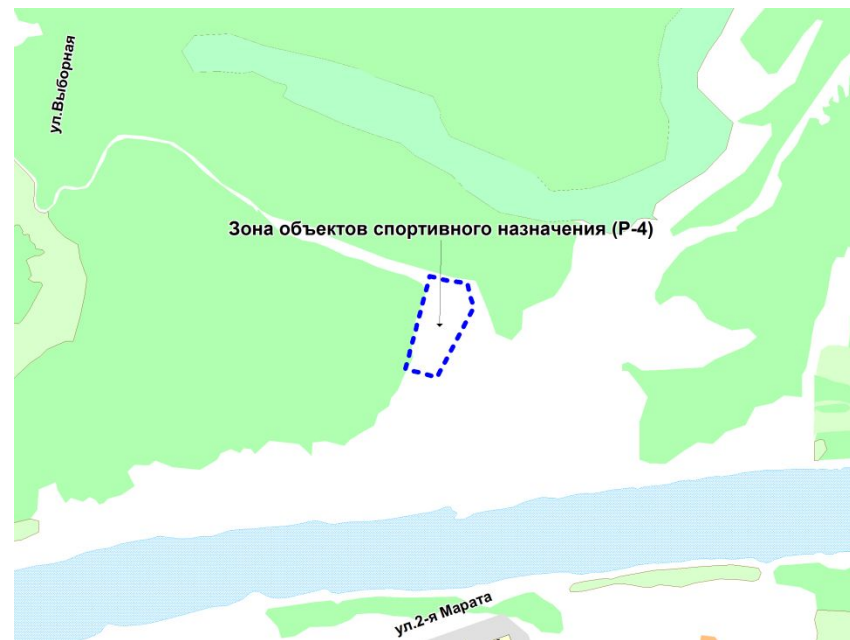 ул.Выборная
Зона объектов спортивного назначения (Р-4)
ул.2-я Марата